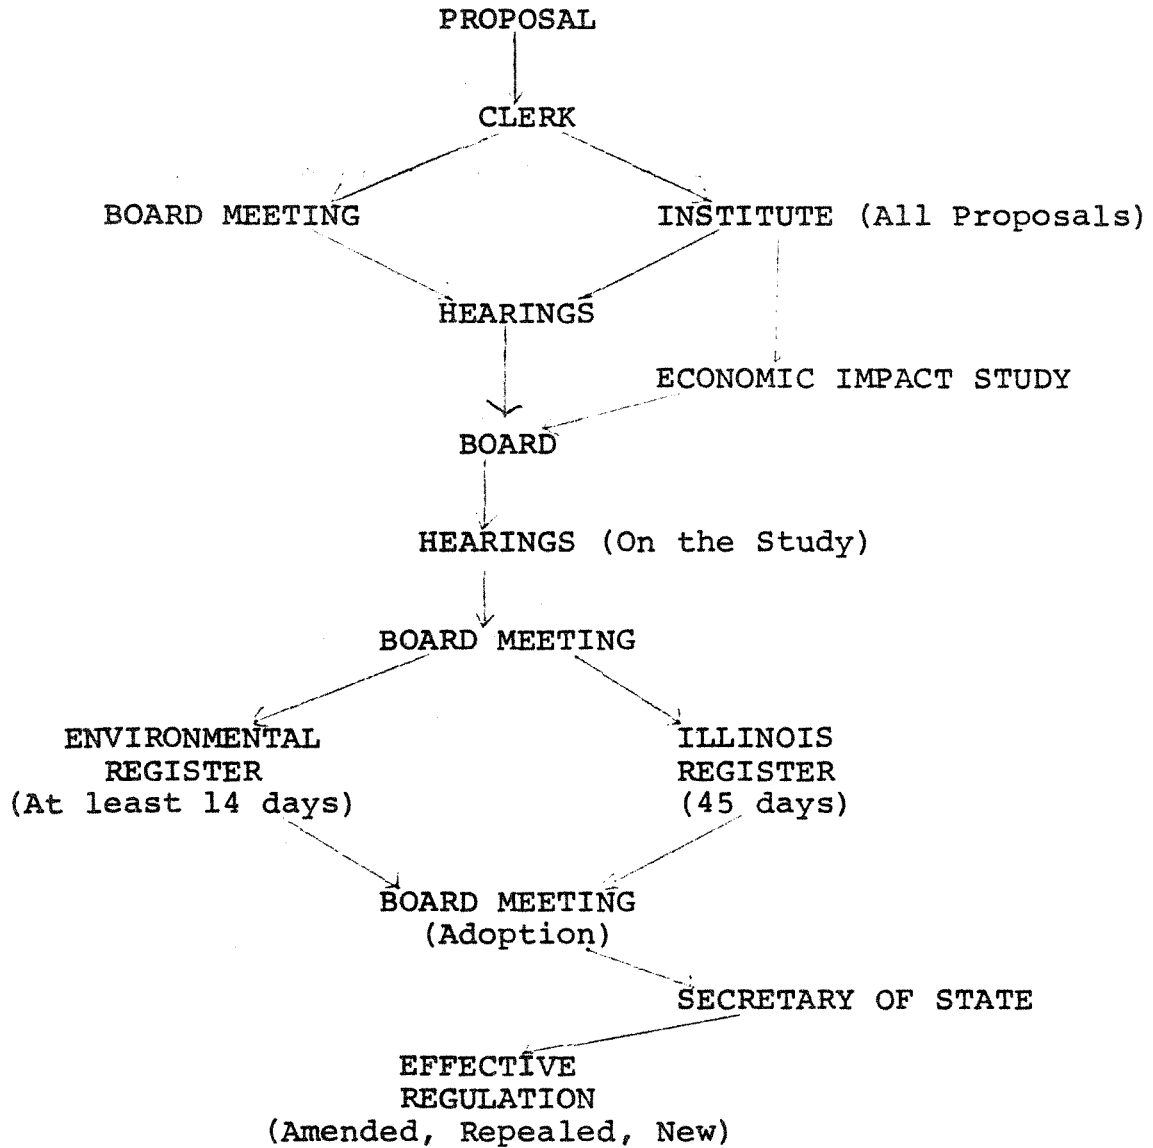 PROPOSAL
CLERK
BOARD MEETING
INSTITUTE (All Proposals)
HEARINGS
ECONOMIC IMPACT STUDY
BOARD
HEARINGS (On the Study)
BOARD MEETING
ENVIRONMENTAL
REGISTER
(At least 14 days)
ILLINOIS
REGISTER
(45 days)
BOARD MEETING
(Adoption)
SECRETARY OF STATE
EFFECTIVE
REGULATION
(Amended, Repealed, New)